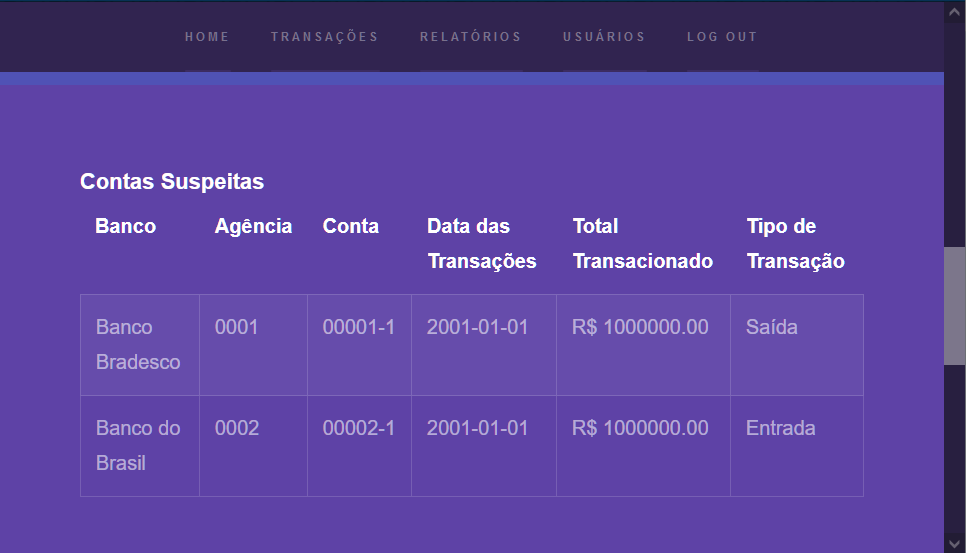 HOME TRANSAÇÕES RELATÓRIOS USUÁRIOS LOG OUT
Contas Suspeitas
Banco Agência Conta Data das Transações Total Transacionado Tipo de Transação
Banco Bradesco 0001 00001-1 2001-01-01 R$ 1000000.00 Saída
Banco do Brasil 0002 00002-1 2001-01-01 R$ 1000000.00 Entrada